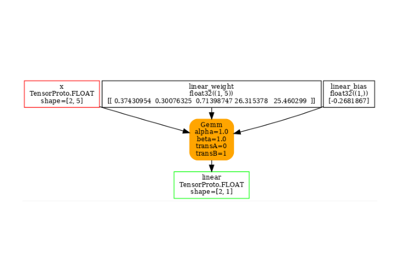 x
TensorProto.FLOAT
shape=[2, 5]
linear_weight
float32((1, 5))
[[ 0.37430954 0.30076325 0.71398747 26.315378 25.460299 ]]
linear_bias
float32((1,))
[-0.2681867]
Gemm
alpha=1.0
beta=1.0
transA=0
transB=1
linear
TensorProto.FLOAT
shape=[2, 1]